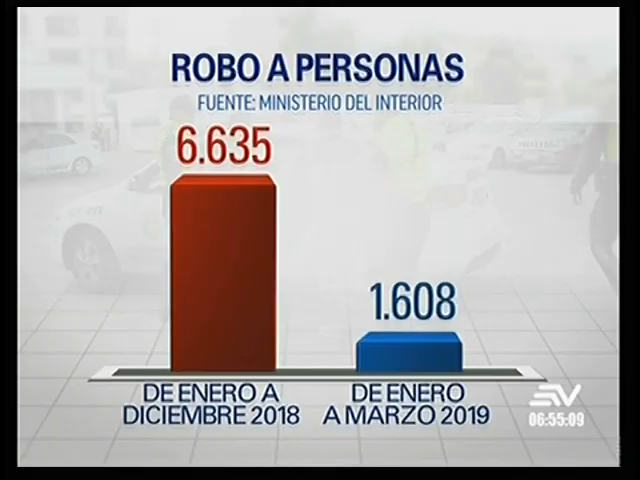 ROBO A PERSONAS
FUENTE: MINISTERIO DEL INTERIOR
6.635
1.608
DE ENERO A
DICIEMBRE 2018
DE ENERO
A MARZO 2019
06:55:09